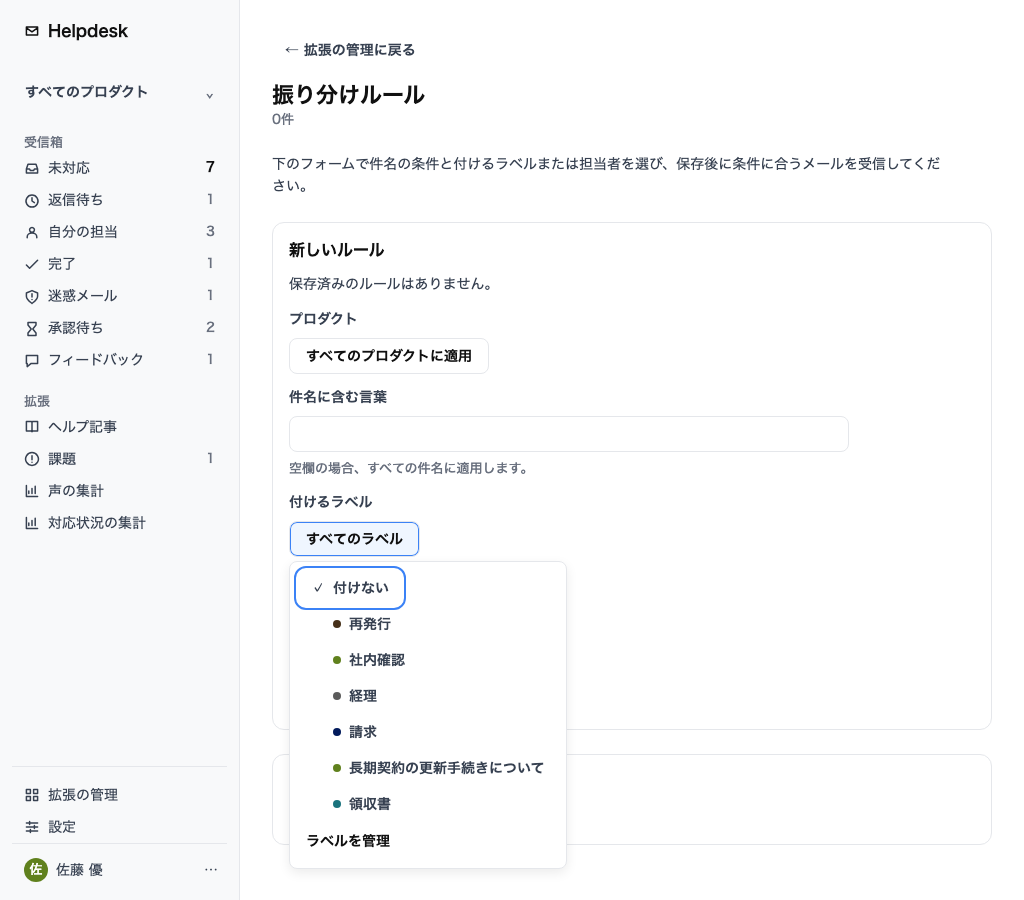 Helpdesk
すべてのプロダクト
受信箱
未対応 7
返信待ち 1
自分の担当 3
完了 1
迷惑メール 1
承認待ち 2
フィードバック 1
拡張
ヘルプ記事
課題 1
声の集計
対応状況の集計
拡張の管理
設定
佐 佐藤 優 …
← 拡張の管理に戻る
振り分けルール
0件
下のフォームで件名の条件と付けるラベルまたは担当者を選び、保存後に条件に合うメールを受信してくだ
さい。
新しいルール
保存済みのルールはありません。
プロダクト
すべてのプロダクトに適用
件名に含む言葉
空欄の場合、すべての件名に適用します。
付けるラベル
すべてのラベル
✓ 付けない
再発行
社内確認
経理
請求
長期契約の更新手続きについて
領収書
ラベルを管理